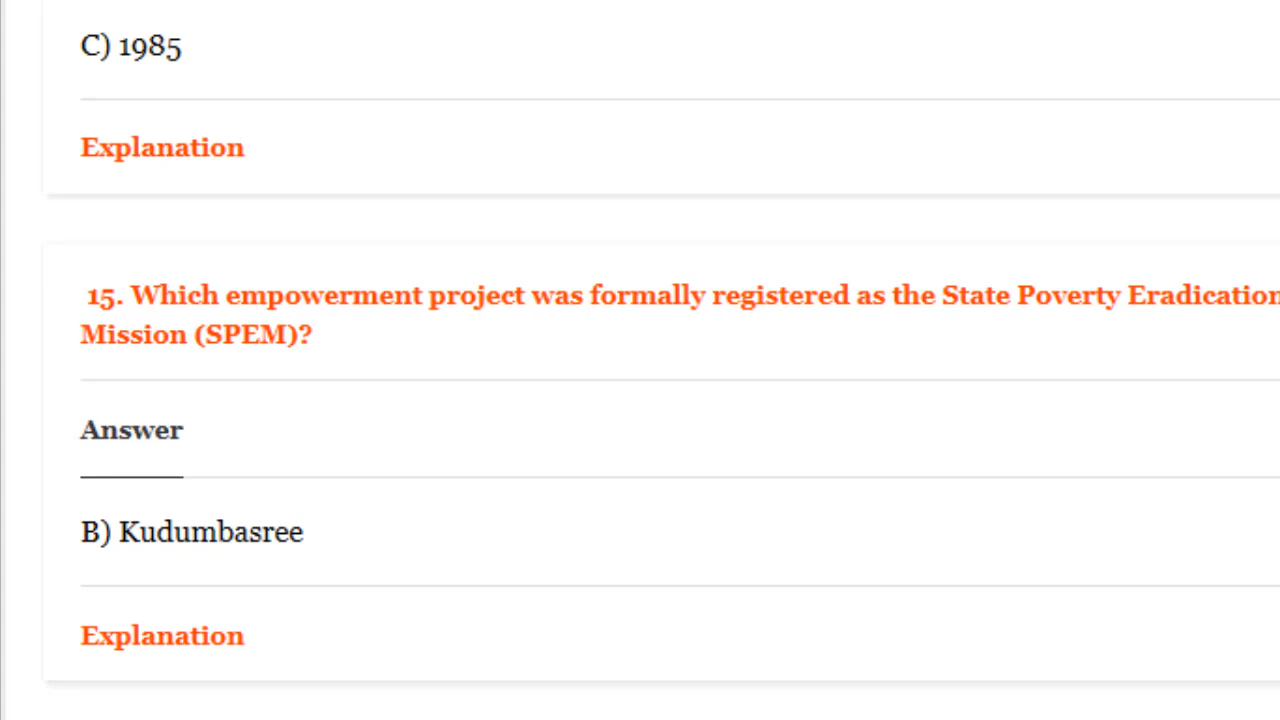 C) 1985
Explanation
15. Which empowerment project was formally registered as the State Poverty Eradication
Mission (SPEM)?
Answer
B) Kudumbasree
Explanation